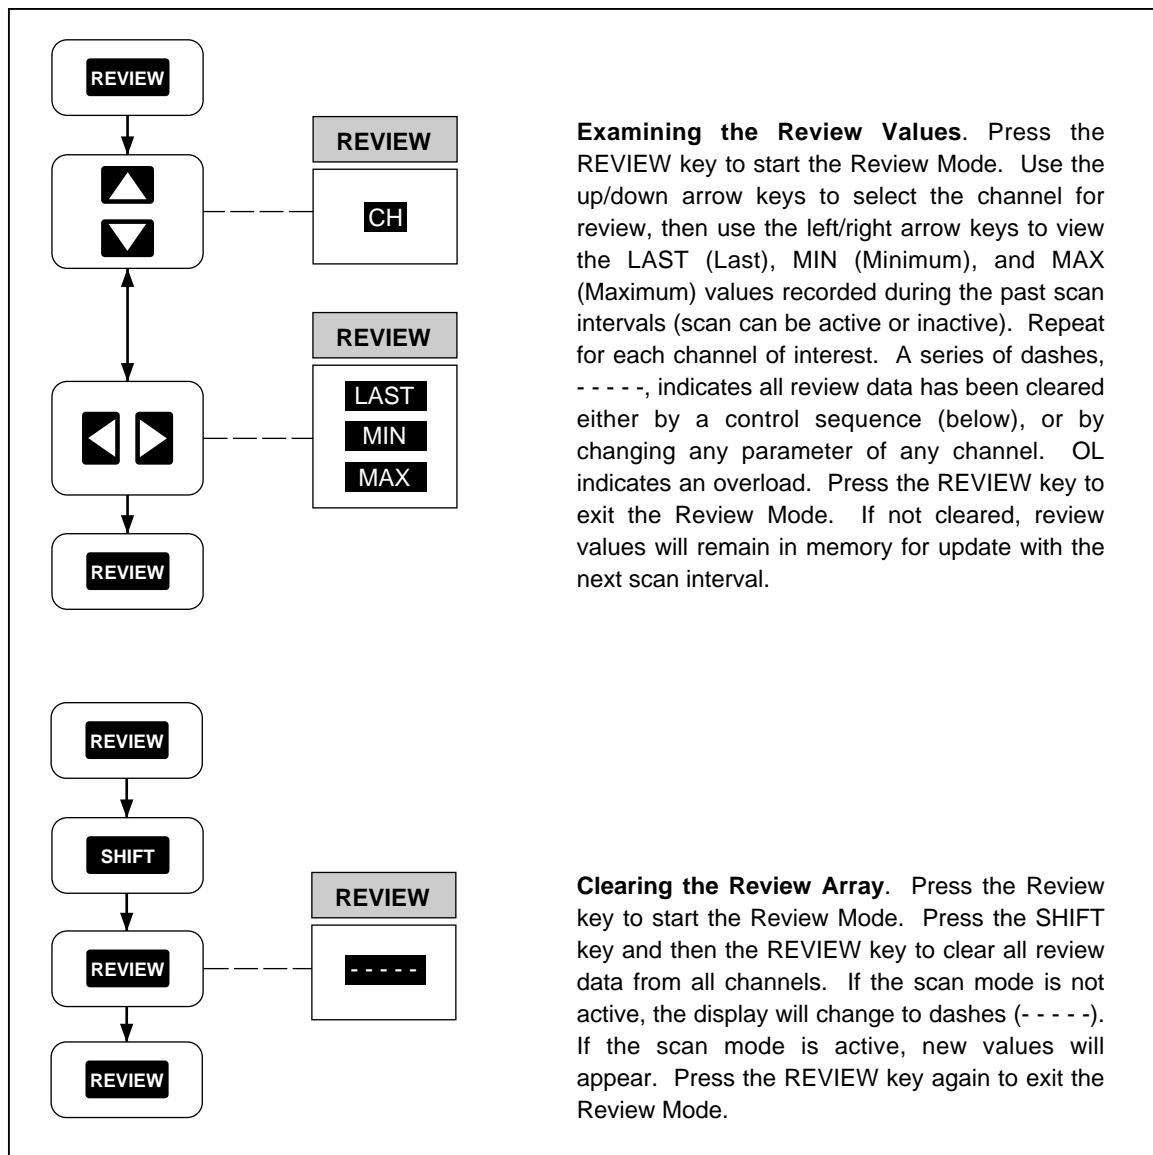 REVIEW
REVIEW
CH
REVIEW
LAST
MIN
MAX
REVIEW
Examining the Review Values. Press the
REVIEW key to start the Review Mode. Use the
up/down arrow keys to select the channel for
review, then use the left/right arrow keys to view
the LAST (Last), MIN (Minimum), and MAX
(Maximum) values recorded during the past scan
intervals (scan can be active or inactive). Repeat
for each channel of interest. A series of dashes,
- - - - -, indicates all review data has been cleared
either by a control sequence (below), or by
changing any parameter of any channel. OL
indicates an overload. Press the REVIEW key to
exit the Review Mode. If not cleared, review
values will remain in memory for update with the
next scan interval.
REVIEW
SHIFT
REVIEW
REVIEW
- - - - -
REVIEW
Clearing the Review Array. Press the Review
key to start the Review Mode. Press the SHIFT
key and then the REVIEW key to clear all review
data from all channels. If the scan mode is not
active, the display will change to dashes (- - - - -).
If the scan mode is active, new values will
appear. Press the REVIEW key again to exit the
Review Mode.